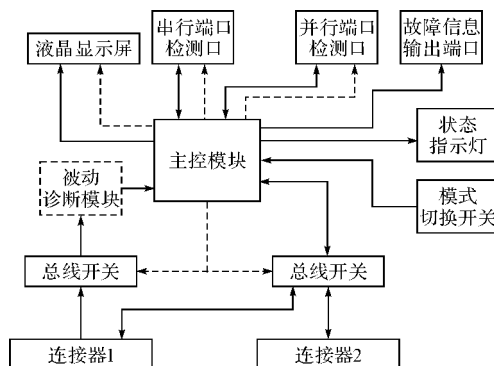 液晶显示屏
串行端口
检测口
并行端口
检测口
故障信息
输出端口
主控模块
状态
指示灯
被动
诊断模块
模式
切换开关
总线开关
总线开关
连接器1
连接器2